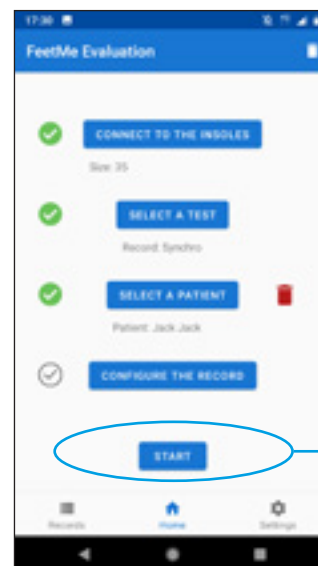 17:30
FeetMe Evaluation
CONNECT TO THE INSOLES
Size: 35
SELECT A TEST
Record: Synchro
SELECT A PATIENT
Patient: Jack Jack
CONFIGURE THE RECORD
START
Records Home Settings